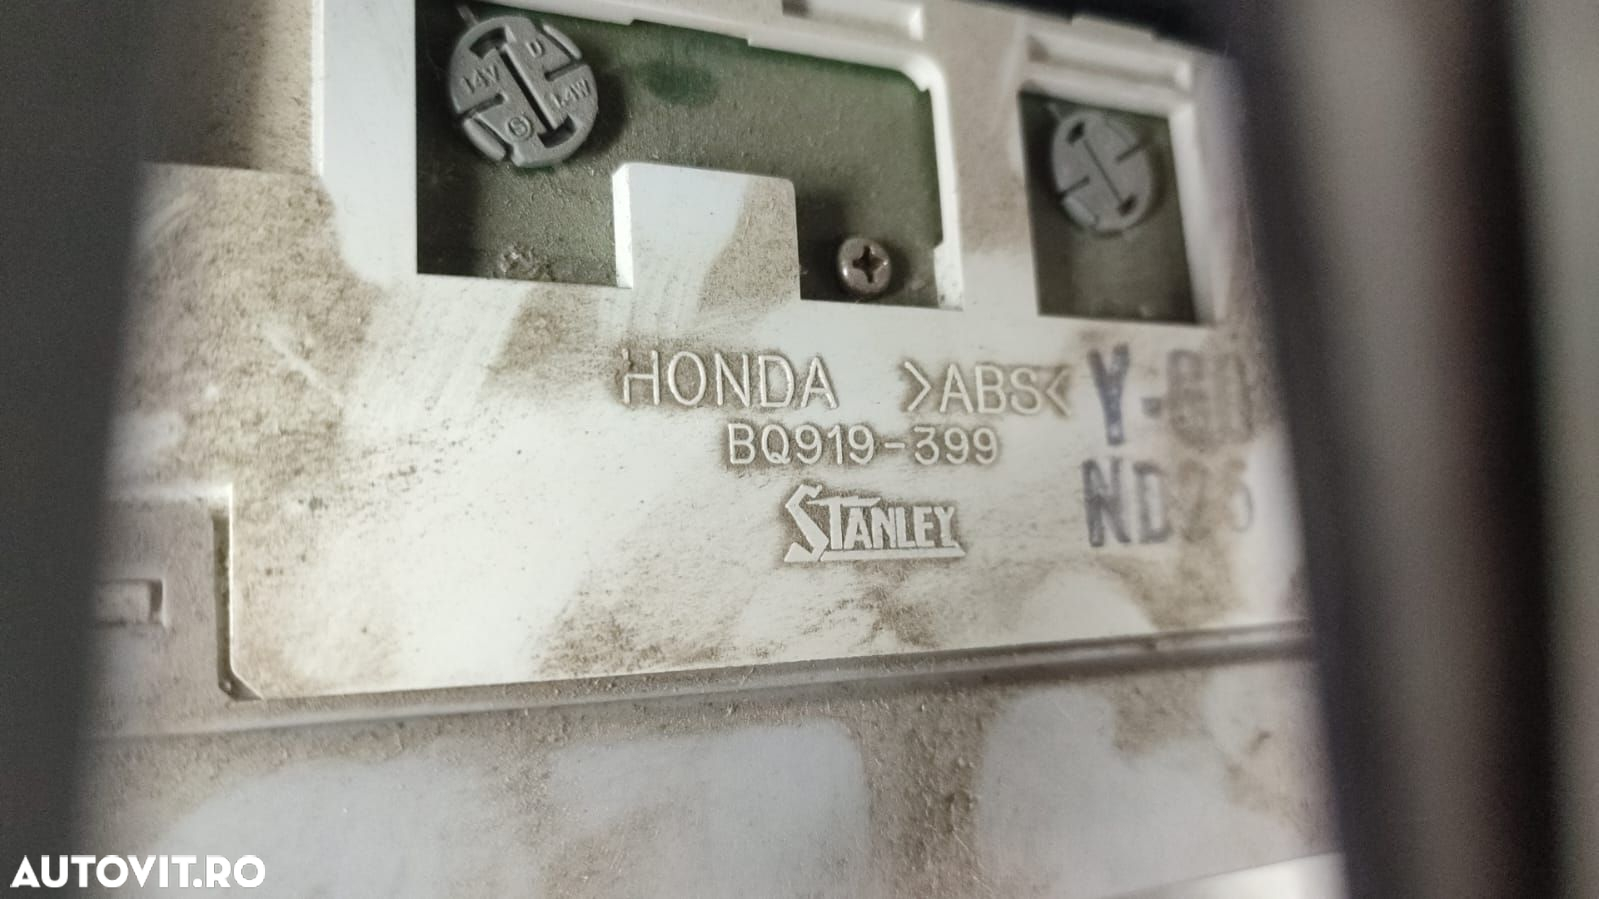 14V D 1.4W
S
HONDA >ABS<
BQ919-399
STANLEY
AUTOVIT.RO